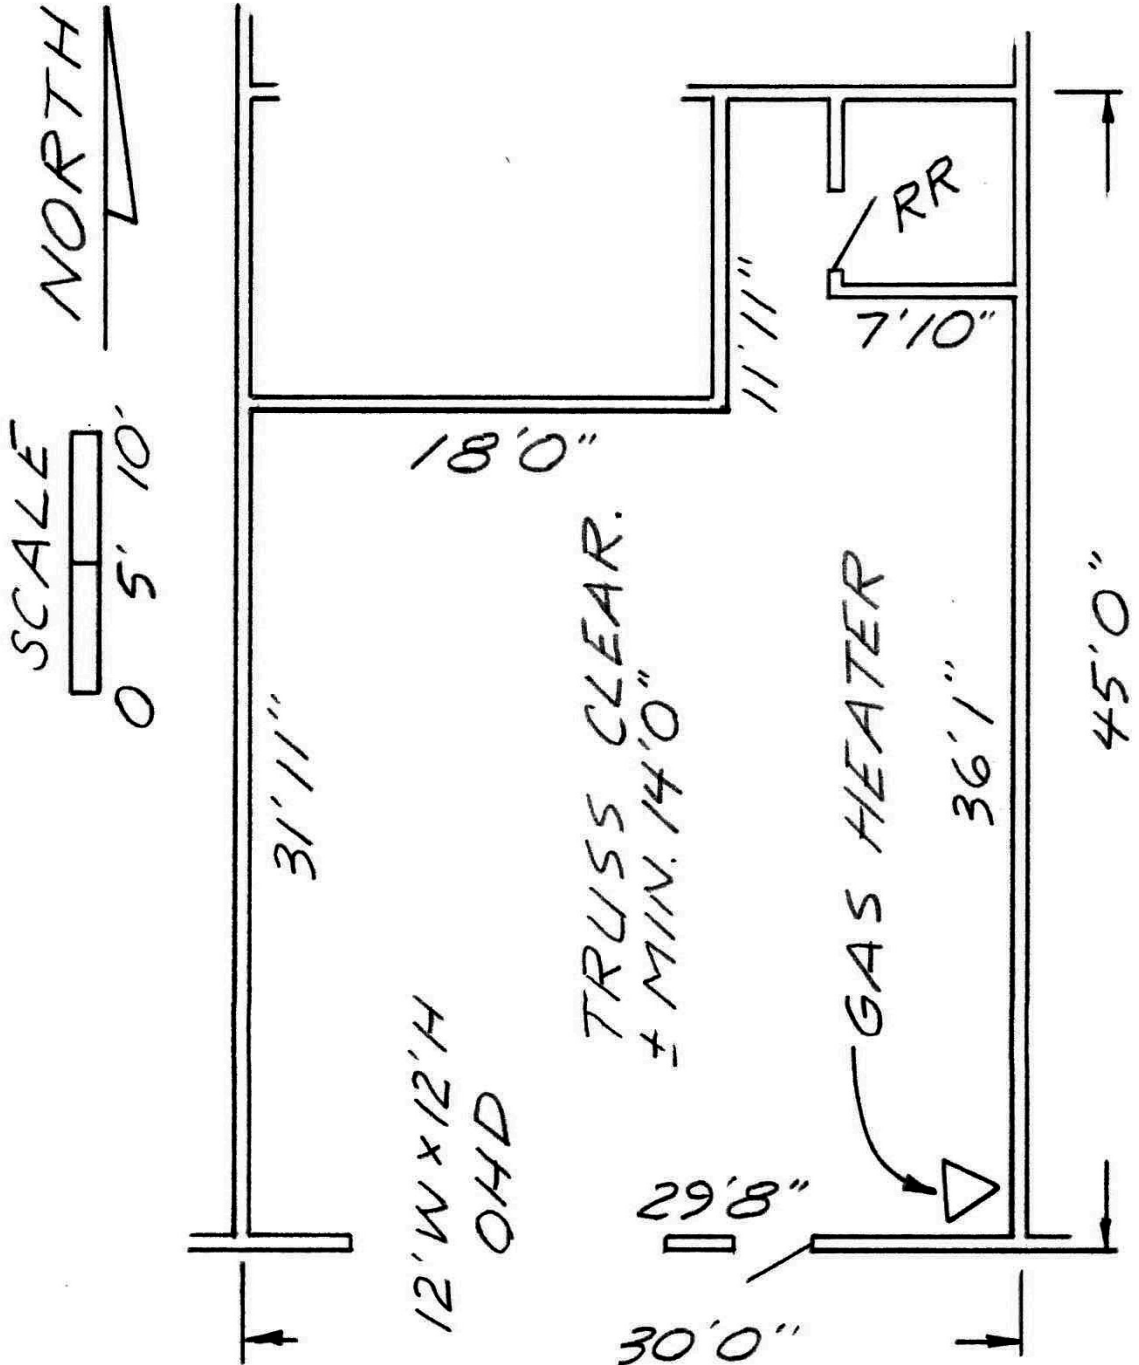 NORTH
SCALE
0 5' 10'
RR
11'11"
7'10"
18'0"
31'11"
TRUSS CLEAR.
± MIN. 14'0"
GAS HEATER
36'1"
45'0"
12'W x 12'H
OHD
29'8"
30'0"